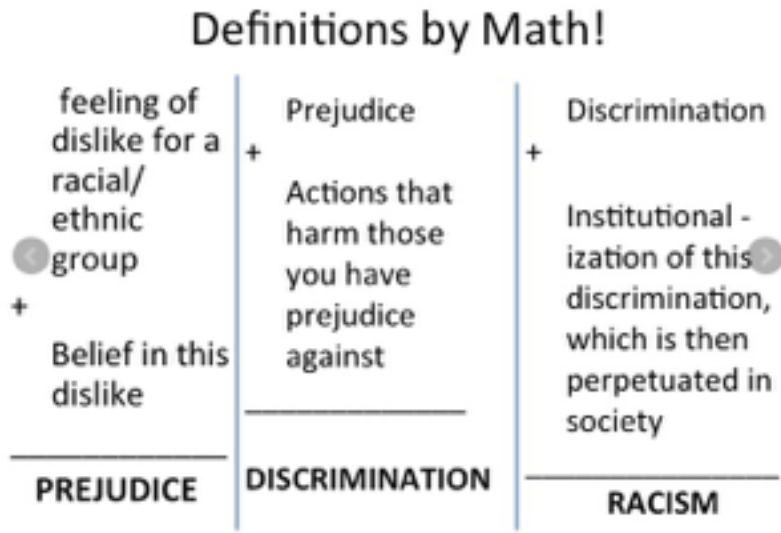 Definitions by Math!
feeling of
dislike for a
racial/
ethnic
group
+
Belief in this
dislike
PREJUDICE
Prejudice
+
Actions that
harm those
you have
prejudice
against
DISCRIMINATION
Discrimination
+
Institutional -
ization of this
discrimination,
which is then
perpetuated in
society
RACISM